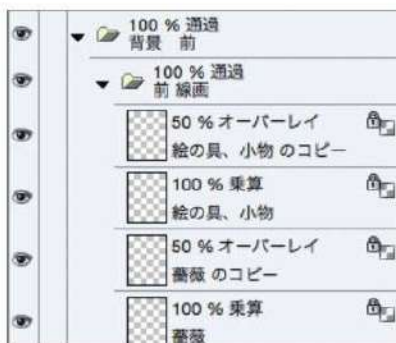 100 % 通過
背景　前
100 % 通過
前 線画
50 % オーバーレイ
絵の具、小物 のコピー
100 % 乗算
絵の具、小物
50 % オーバーレイ
薔薇 のコピー
100 % 乗算
薔薇